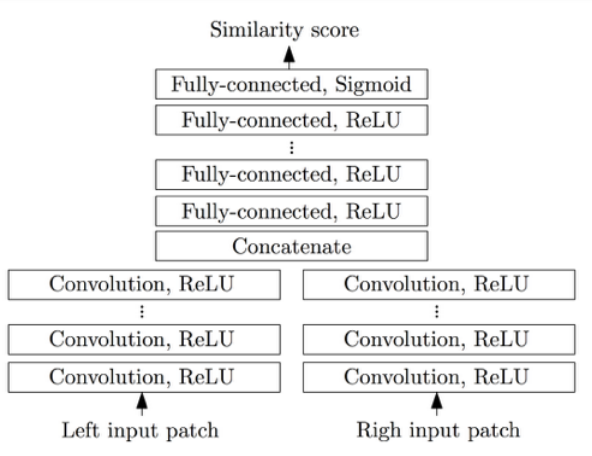 Similarity score
Fully-connected, Sigmoid
Fully-connected, ReLU
⋮
Fully-connected, ReLU
Fully-connected, ReLU
Concatenate
Convolution, ReLU Convolution, ReLU
⋮ ⋮
Convolution, ReLU Convolution, ReLU
Convolution, ReLU Convolution, ReLU
Left input patch Righ input patch